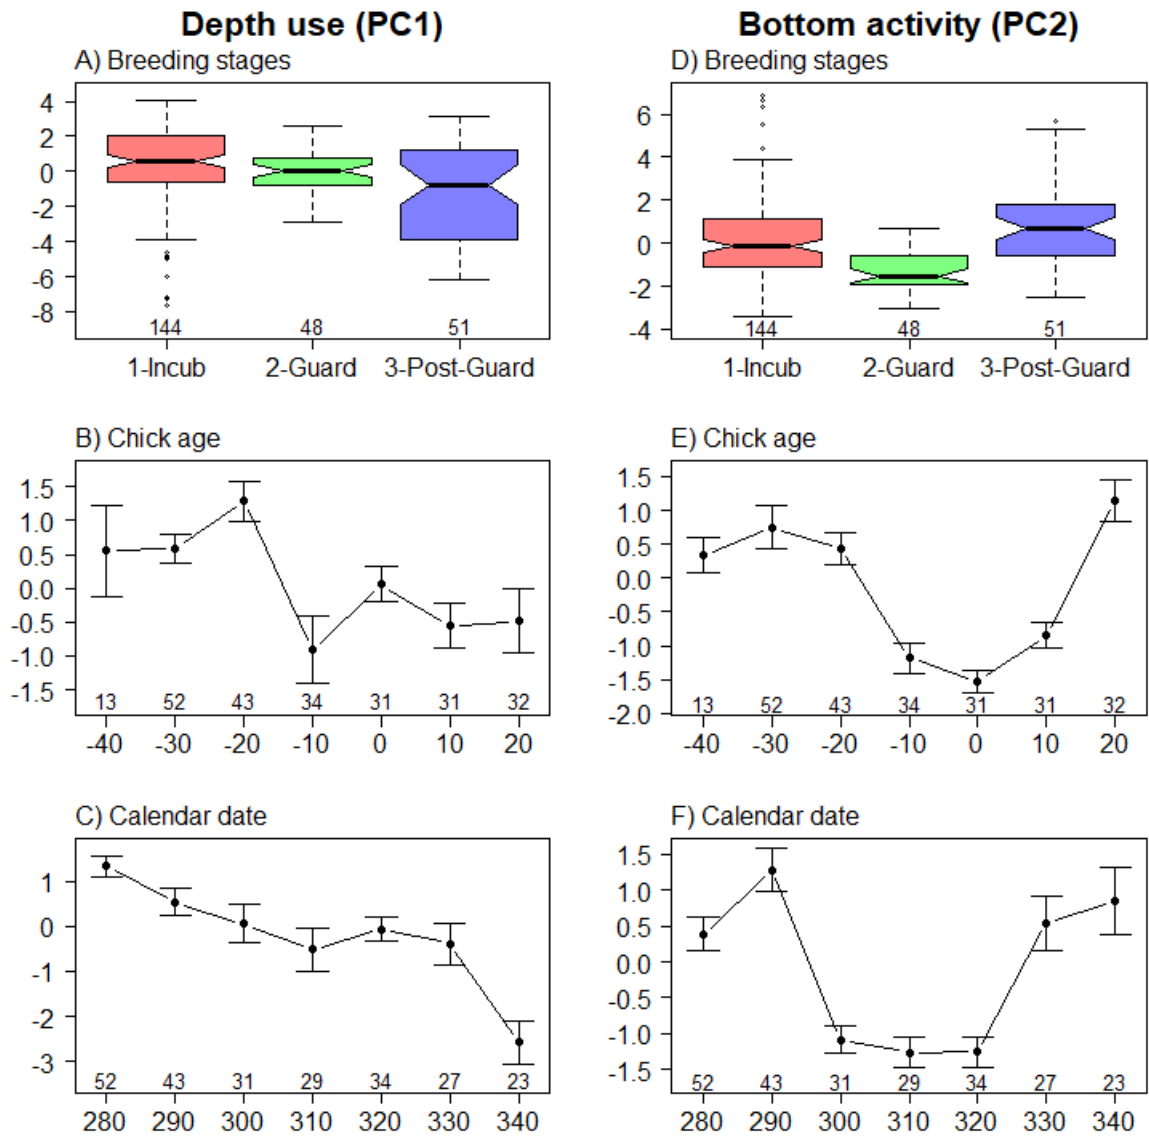 Depth use (PC1)
A) Breeding stages
4
2
0
-2
-4
-6
-8
144 48 51
1-Incub 2-Guard 3-Post-Guard
B) Chick age
1.5
1.0
0.5
0.0
-0.5
-1.0
-1.5
13 52 43 34 31 31 32
-40 -30 -20 -10 0 10 20
C) Calendar date
1
0
-1
-2
-3
52 43 31 29 34 27 23
280 290 300 310 320 330 340
Bottom activity (PC2)
D) Breeding stages
6
4
2
0
-2
-4
144 48 51
1-Incub 2-Guard 3-Post-Guard
E) Chick age
1.5
1.0
0.5
0.0
-0.5
-1.0
-1.5
-2.0
13 52 43 34 31 31 32
-40 -30 -20 -10 0 10 20
F) Calendar date
1.5
1.0
0.5
0.0
-0.5
-1.0
-1.5
52 43 31 29 34 27 23
280 290 300 310 320 330 340